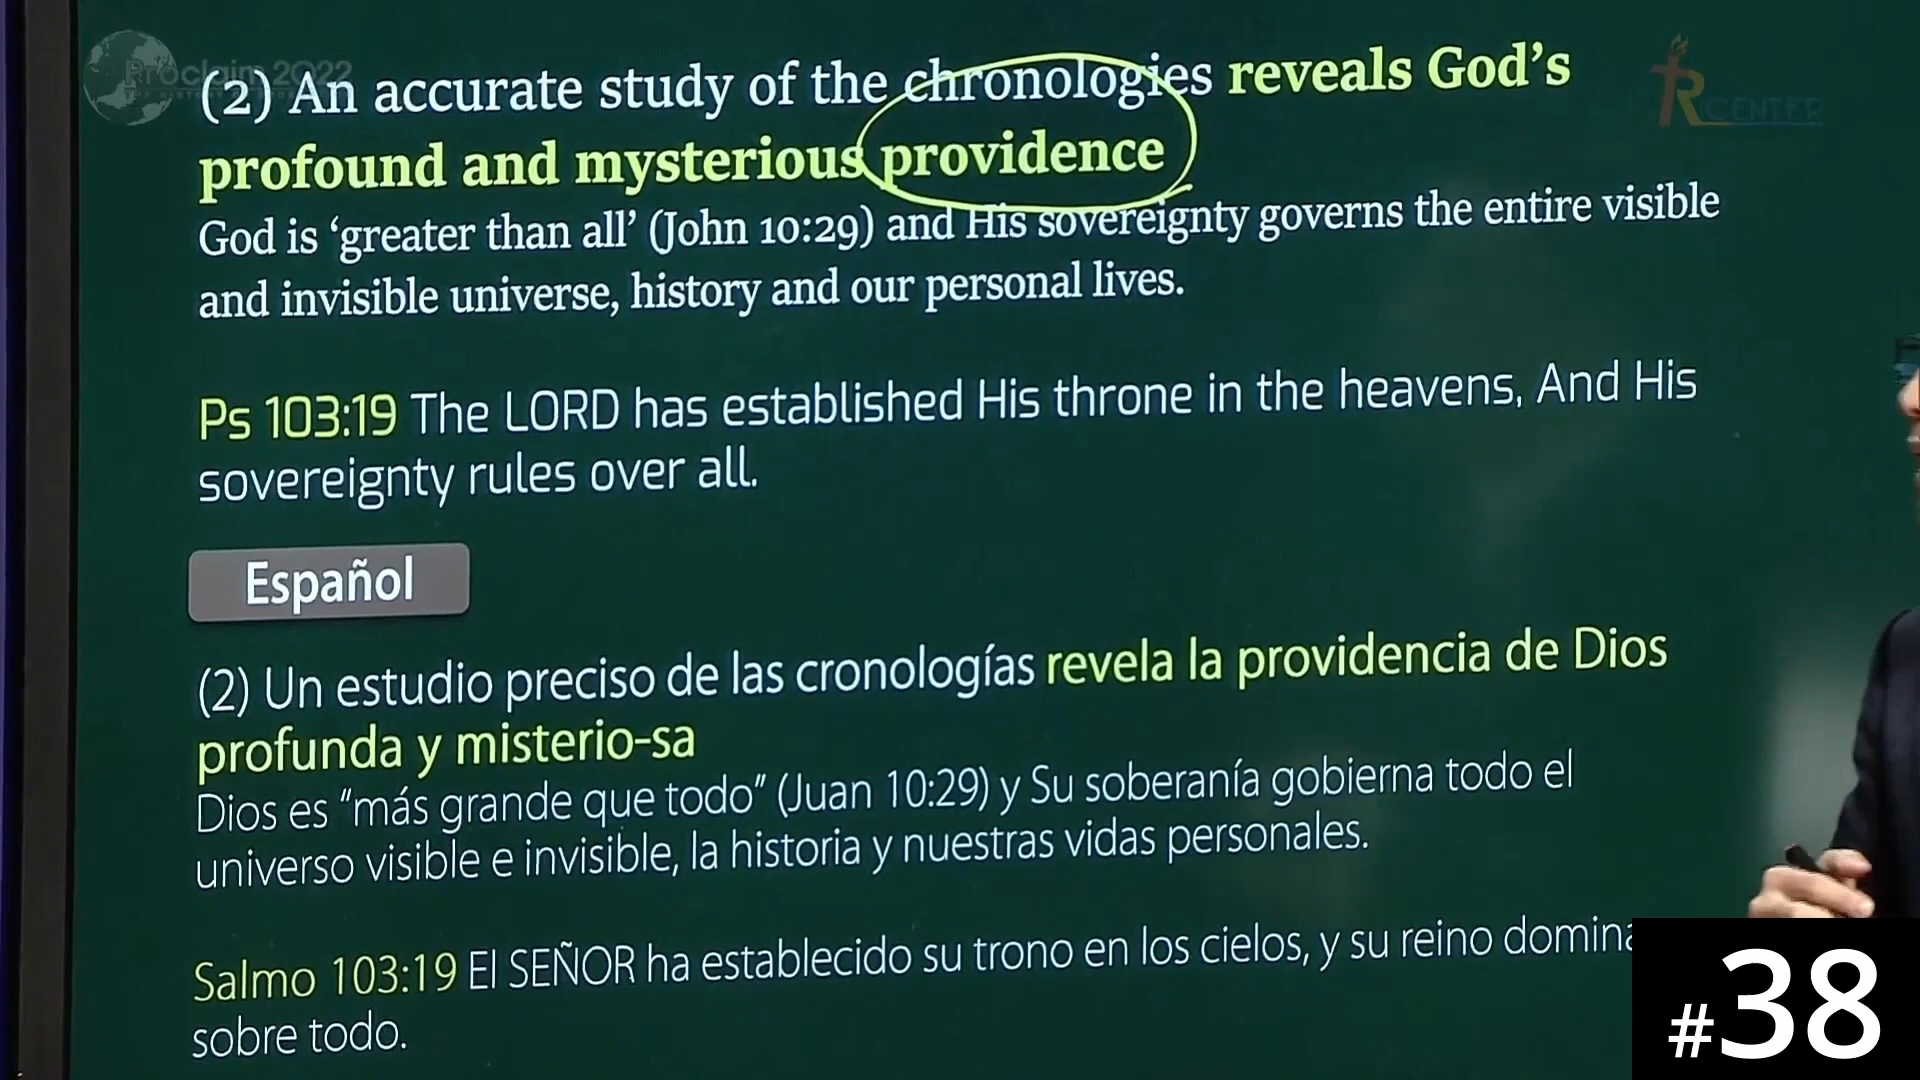 Proclaim 2022
R CENTER
(2) An accurate study of the chronologies reveals God's
profound and mysterious providence
God is ‘greater than all’ (John 10:29) and His sovereignty governs the entire visible
and invisible universe, history and our personal lives.
Ps 103:19 The LORD has established His throne in the heavens, And His
sovereignty rules over all.
Español
(2) Un estudio preciso de las cronologías revela la providencia de Dios
profunda y misterio-sa
Dios es “más grande que todo” (Juan 10:29) y Su soberanía gobierna todo el
universo visible e invisible, la historia y nuestras vidas personales.
Salmo 103:19 El SEÑOR ha establecido su trono en los cielos, y su reino domina
sobre todo.
#38